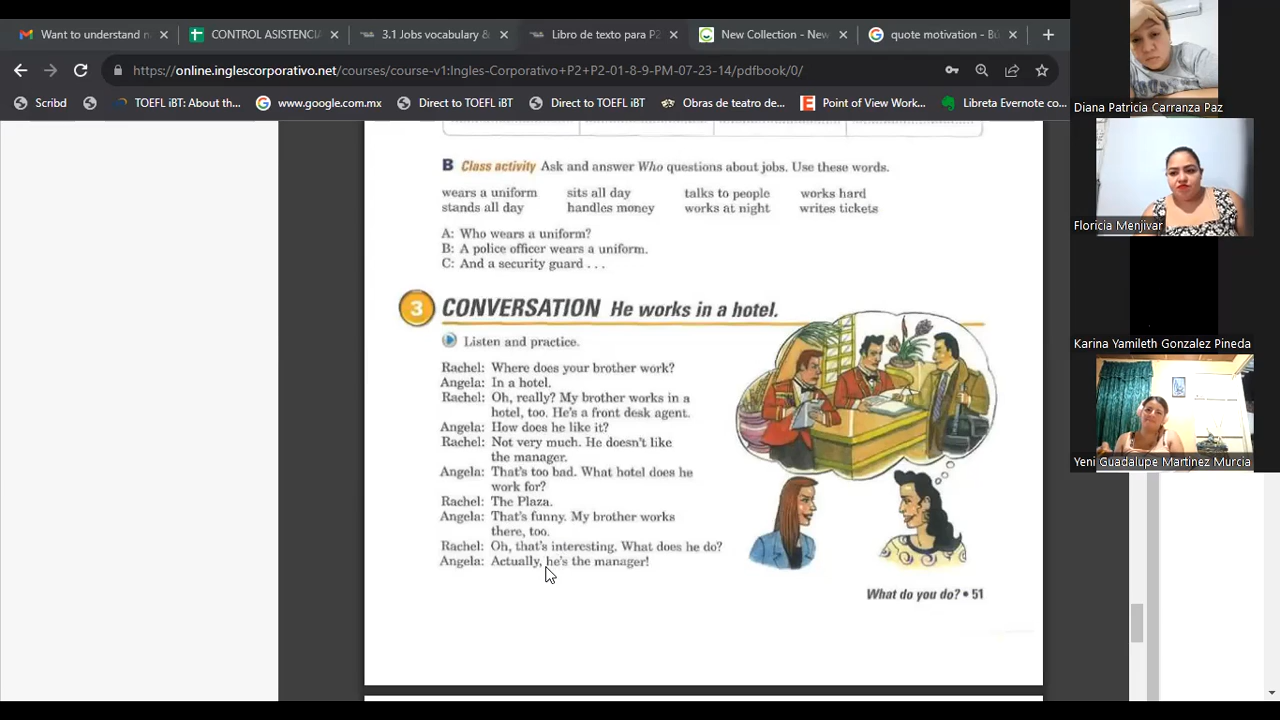 Want to understand n
CONTROL ASISTENCIA
3.1 Jobs vocabulary &
Libro de texto para P2
New Collection - New
quote motivation - Bú
https://online.inglescorporativo.net/courses/course-v1:Ingles-Corporativo+P2+P2-01-8-9-PM-07-23-14/pdfbook/0/
Scribd
TOEFL iBT: About th...
www.google.com.mx
Direct to TOEFL iBT
Direct to TOEFL iBT
Obras de teatro de...
Point of View Work...
Libreta Evernote co...
B Class activity Ask and answer Who questions about jobs. Use these words.
wears a uniform sits all day talks to people works hard
stands all day handles money works at night writes tickets
A: Who wears a uniform?
B: A police officer wears a uniform.
C: And a security guard . . .
3 CONVERSATION He works in a hotel.
Listen and practice.
Rachel: Where does your brother work?
Angela: In a hotel.
Rachel: Oh, really? My brother works in a
hotel, too. He's a front desk agent.
Angela: How does he like it?
Rachel: Not very much. He doesn't like
the manager.
Angela: That's too bad. What hotel does he
work for?
Rachel: The Plaza.
Angela: That's funny. My brother works
there, too.
Rachel: Oh, that's interesting. What does he do?
Angela: Actually, he's the manager!
What do you do? • 51
Diana Patricia Carranza Paz
Floricia Menjivar
Karina Yamileth Gonzalez Pineda
Yeni Guadalupe Martinez Murcia